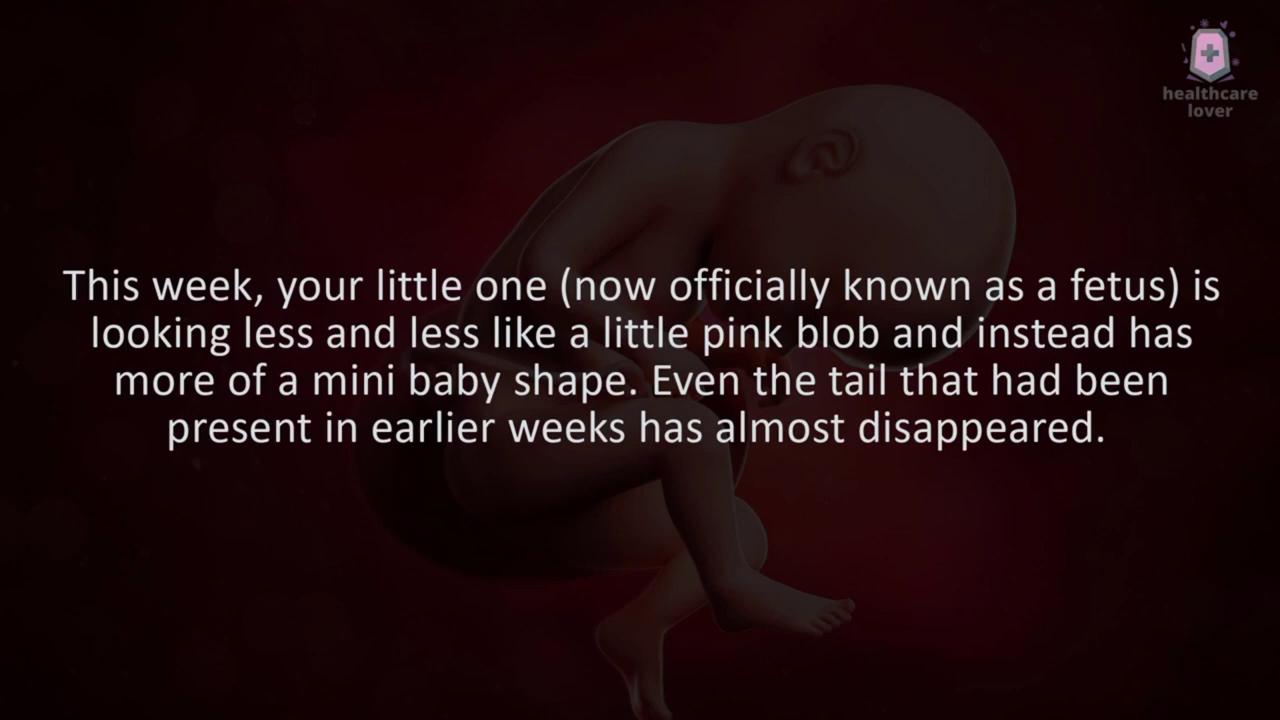 healthcare
lover
This week, your little one (now officially known as a fetus) is
looking less and less like a little pink blob and instead has
more of a mini baby shape. Even the tail that had been
present in earlier weeks has almost disappeared.